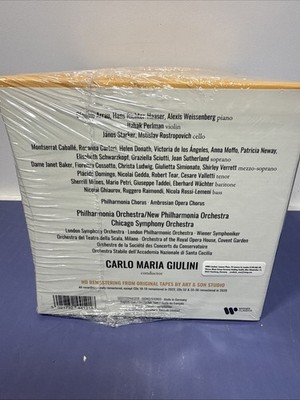 Claudio Arrau, Hans Richter-Haaser, Alexis Weissenberg piano
Itzhak Perlman violin
János Starker, Mstislav Rostropovich cello
Montserrat Caballé, Rosanna Carteri, Helen Donath, Victoria de los Ángeles, Anna Moffo, Patricia Neway,
Elizabeth Schwarzkopf, Graziella Sciutti, Joan Sutherland soprano
Dame Janet Baker, Fiorenza Cossotto, Christa Ludwig, Giulietta Simionato, Shirley Verrett mezzo-soprano
Plácido Domingo, Nicolai Gedda, Robert Tear, Cesare Valletti tenor
Sherrill Milnes, Mario Petri, Giuseppe Taddei, Eberhard Wächter baritone
Nicolai Ghiaurov, Ruggero Raimondi, Nicola Rossi-Lemeni bass
Philharmonia Chorus · Ambrosian Opera Chorus
Philharmonia Orchestra/New Philharmonia Orchestra
Chicago Symphony Orchestra
London Symphony Orchestra · London Philharmonic Orchestra · Wiener Symphoniker
Orchestra del Teatro della Scala, Milano · Orchestra of the Royal Opera House, Covent Garden
Orchestre de la Société des Concerts du Conservatoire
Orchestra Stabile dell'Accademia Nazionale di Santa Cecilia
CARLO MARIA GIULINI
conductor
HD REMASTERING FROM ORIGINAL TAPES BY ART & SON STUDIO